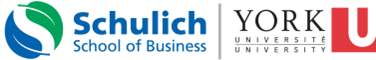 Schulich
School of Business
YORK U
UNIVERSITÉ
UNIVERSITY